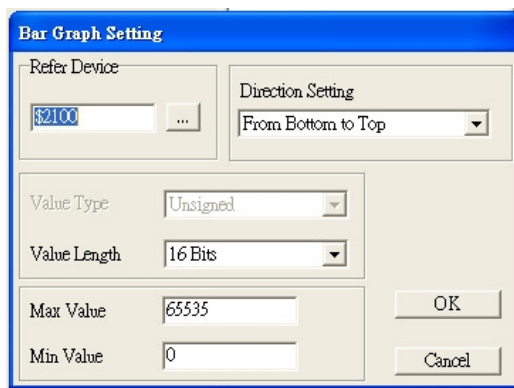 Bar Graph Setting
Refer Device
$2100
...
Direction Setting
From Bottom to Top
Value Type
Unsigned
Value Length
16 Bits
Max Value
65535
Min Value
0
OK
Cancel